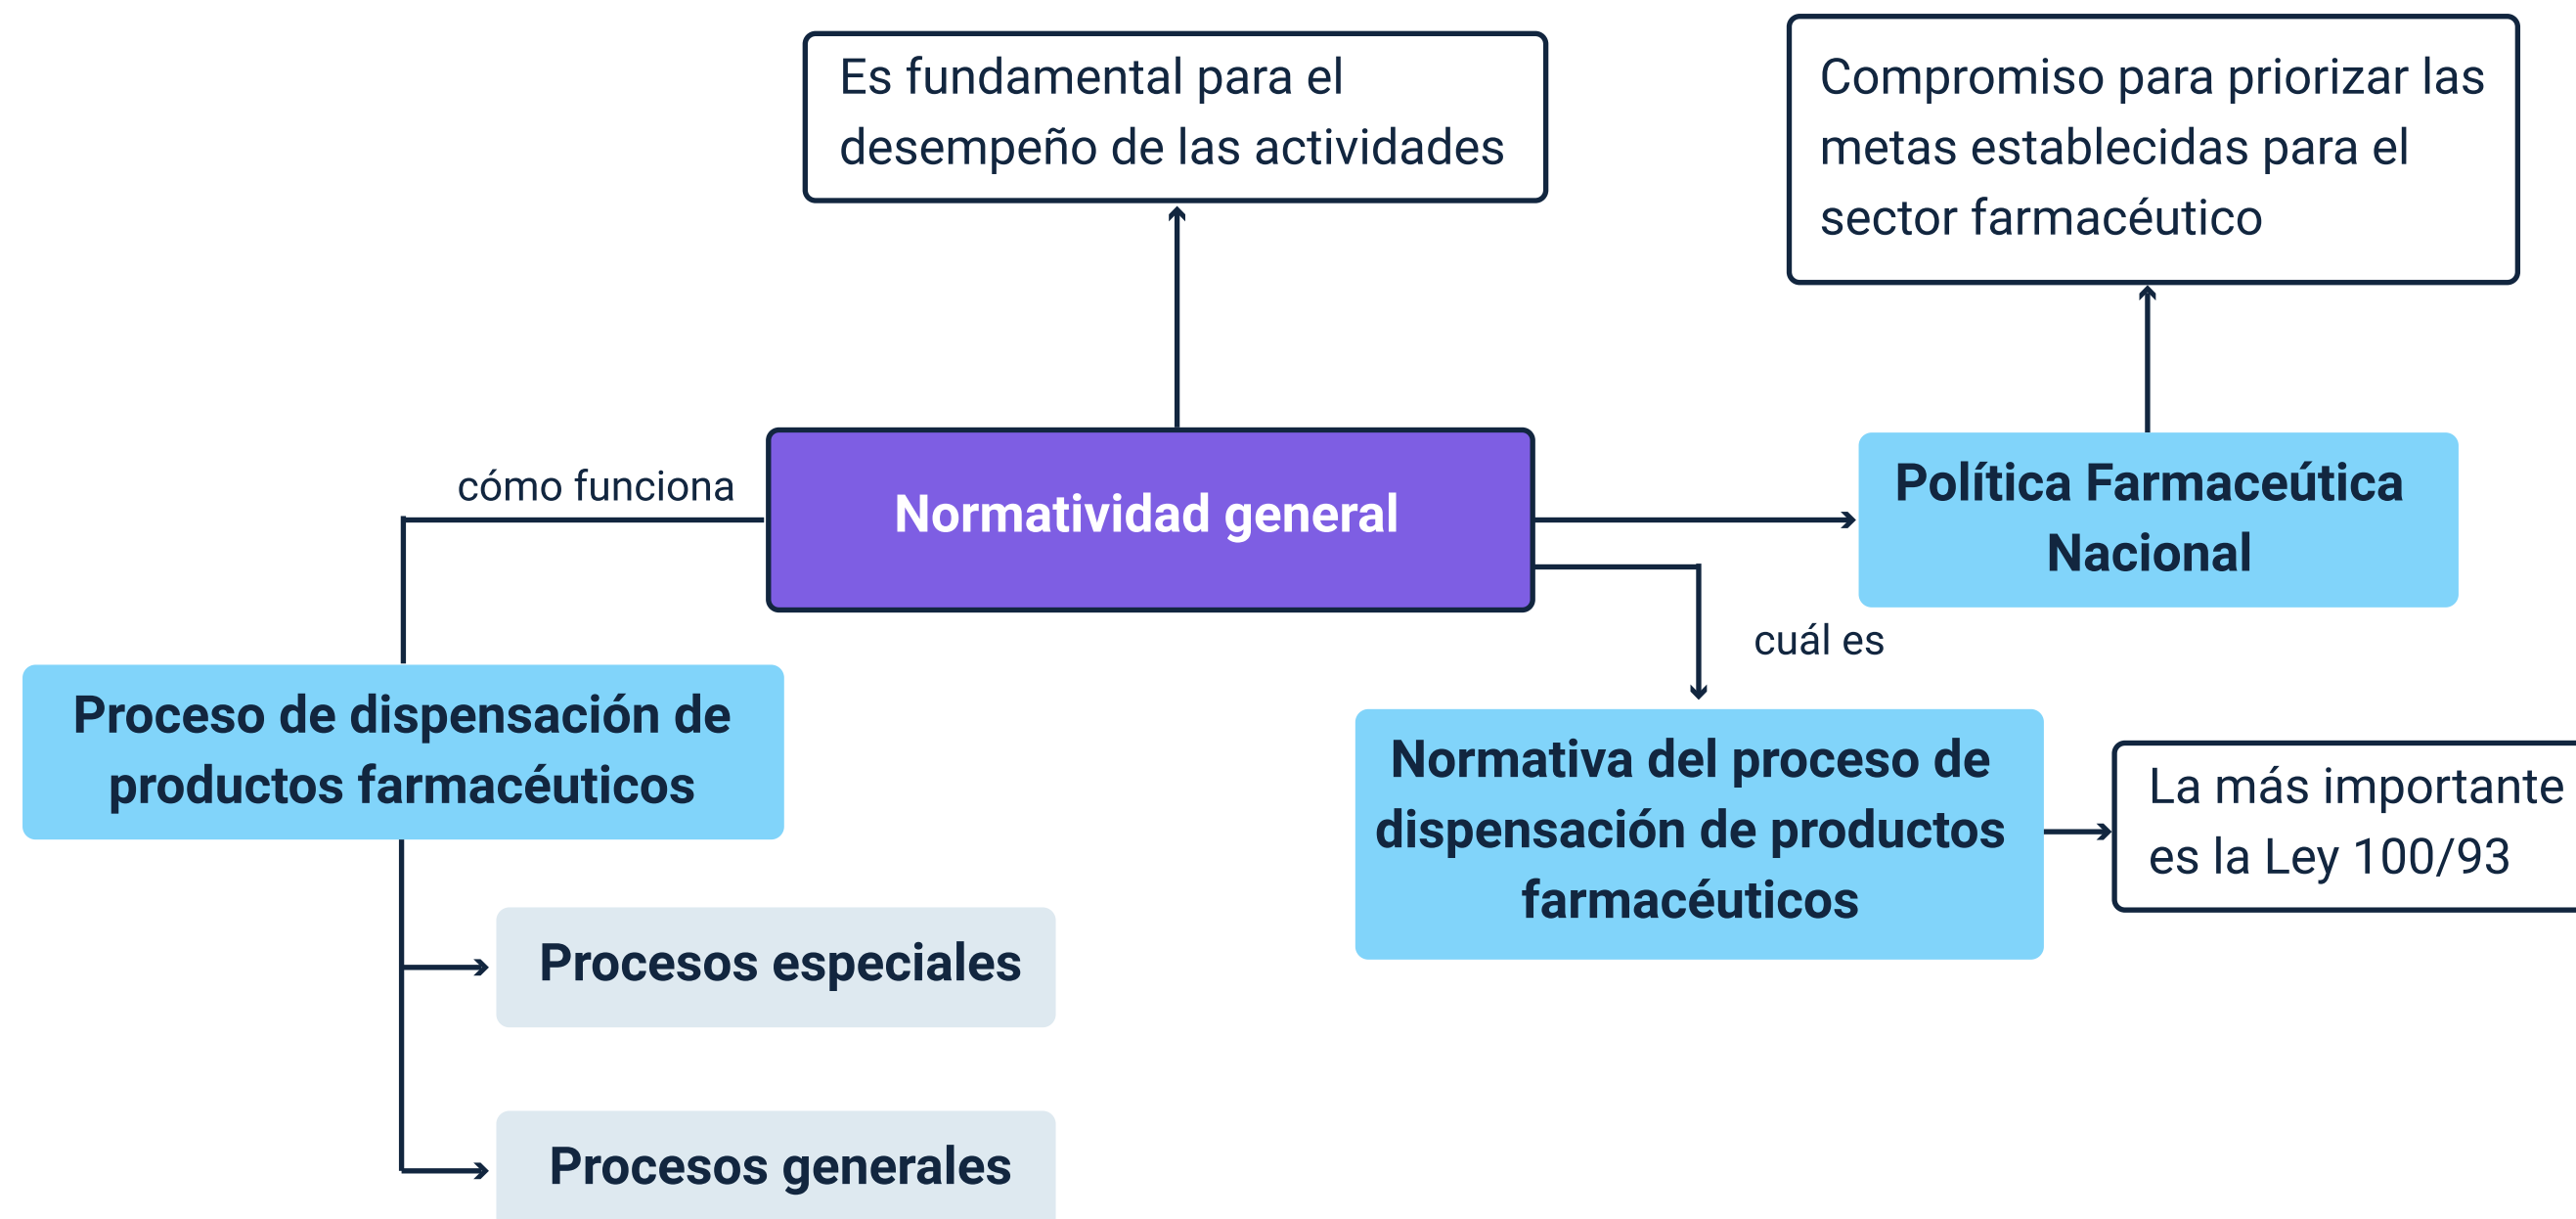 Es fundamental para el
desempeño de las actividades
Compromiso para priorizar las
metas establecidas para el
sector farmacéutico
cómo funciona
Normatividad general
Política Farmaceútica
Nacional
cuál es
Proceso de dispensación de
productos farmacéuticos
Normativa del proceso de
dispensación de productos
farmacéuticos
La más importante
es la Ley 100/93
Procesos especiales
Procesos generales